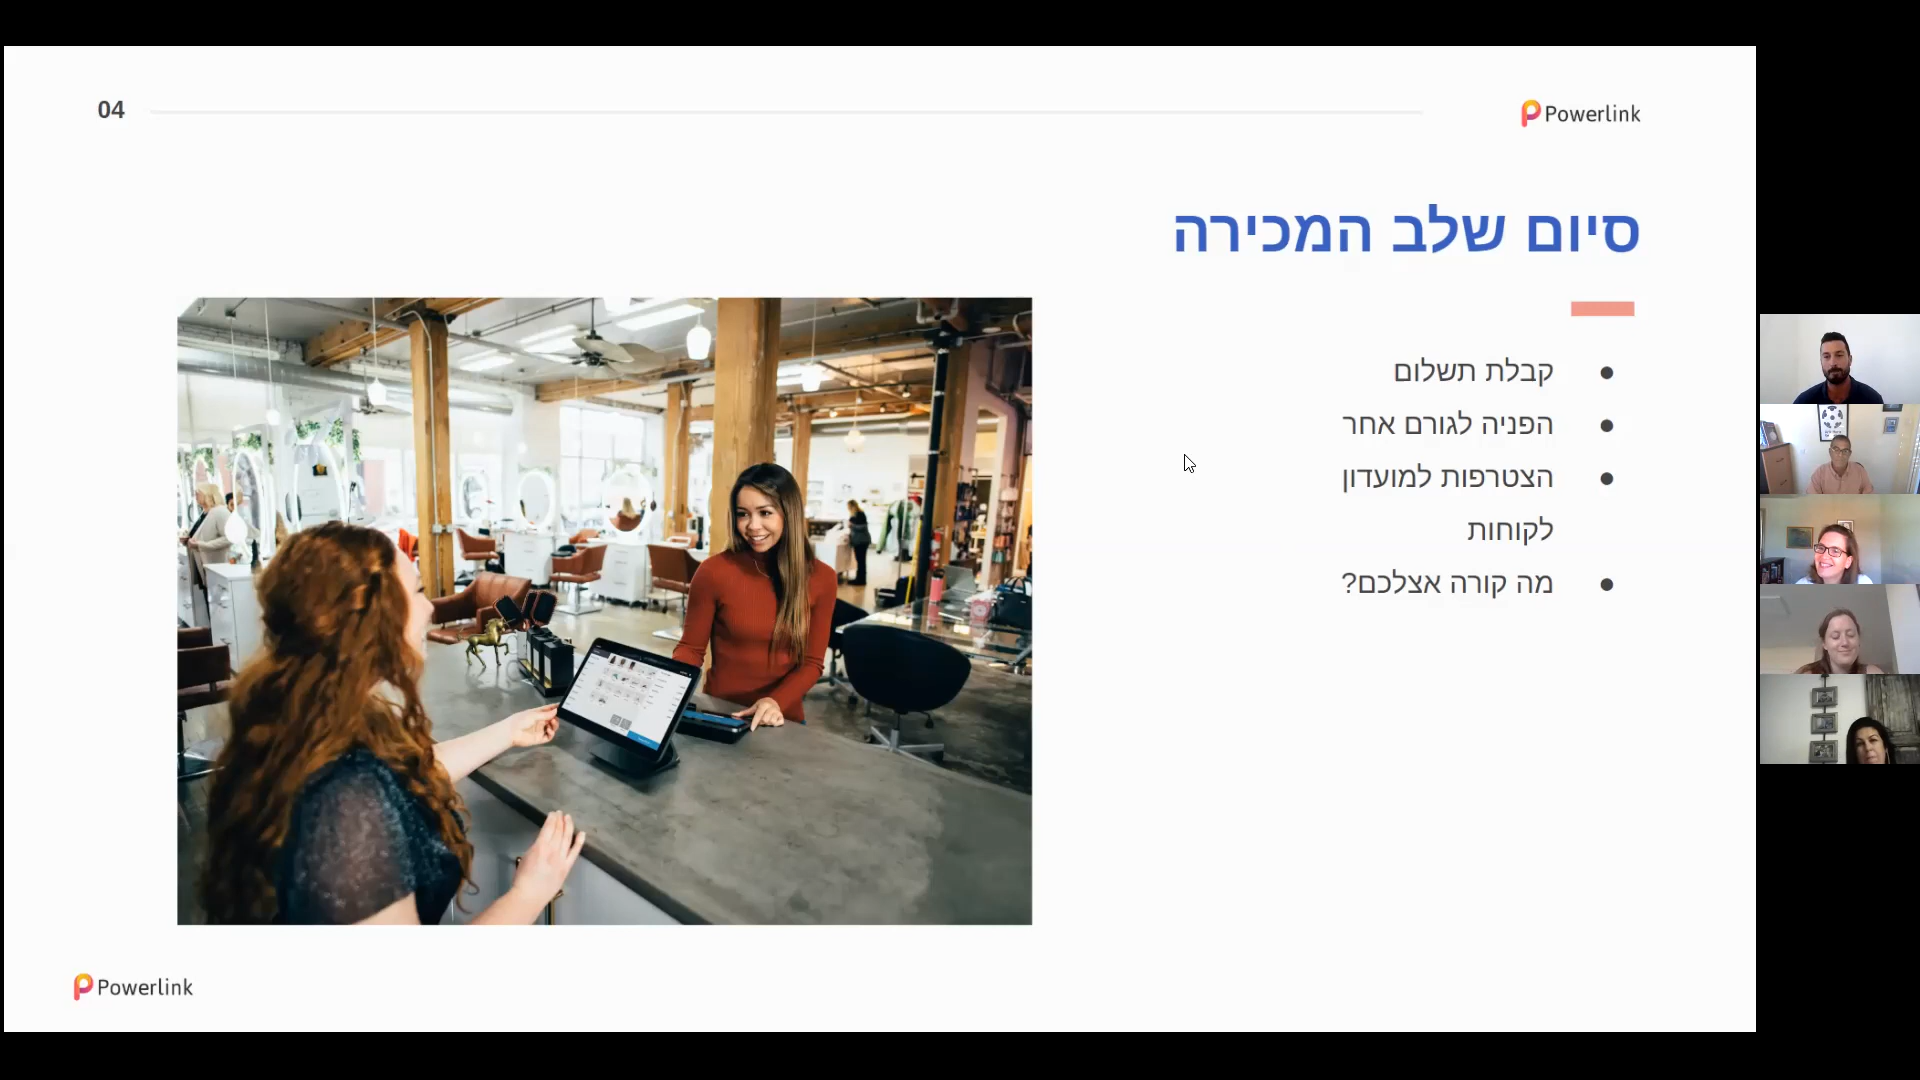 04
Powerlink
סיום שלב המכירה
קבלת תשלום
הפניה לגורם אחר
הצטרפות למועדון
לקוחות
מה קורה אצלכם?
Powerlink